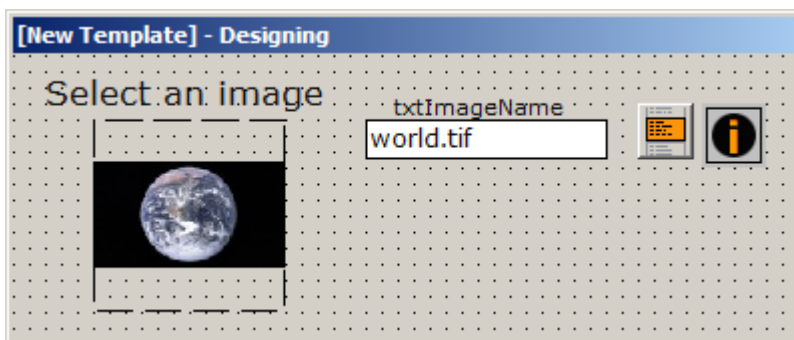 [New Template] - Designing
Select an image
txtImageName
world.tif
i